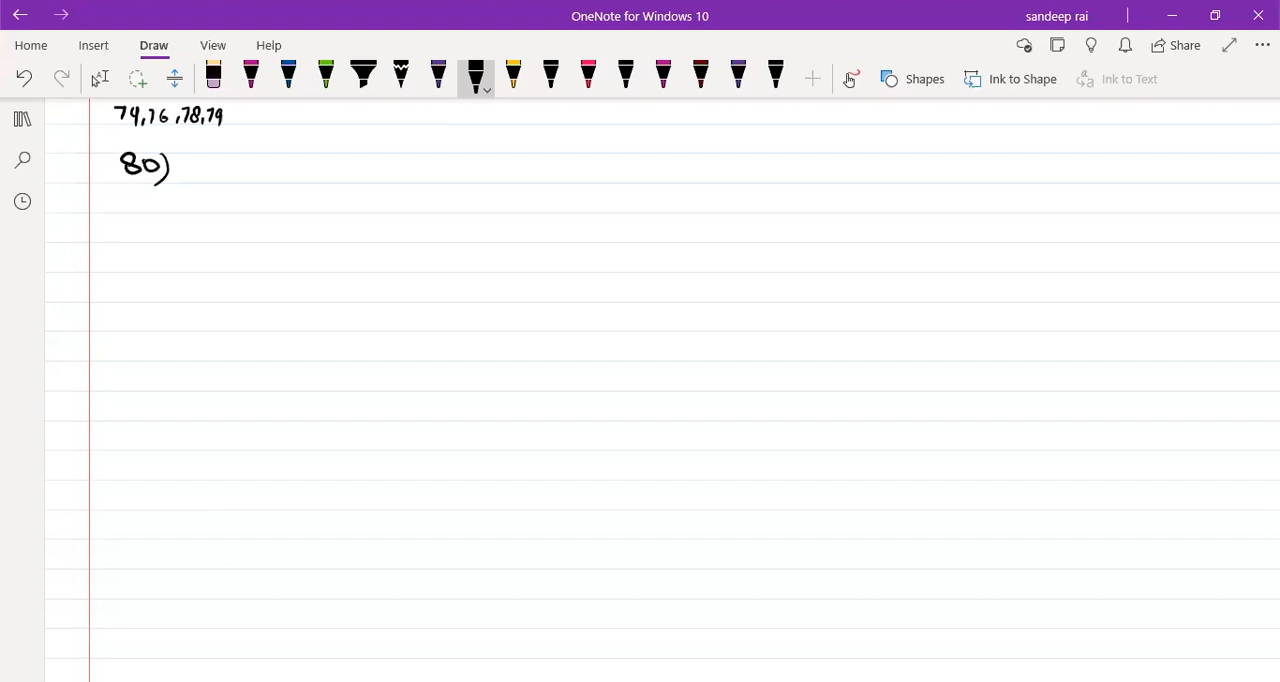 OneNote for Windows 10
sandeep rai
Home Insert Draw View Help
Share
Shapes Ink to Shape Ink to Text
74,76,78,79
80)